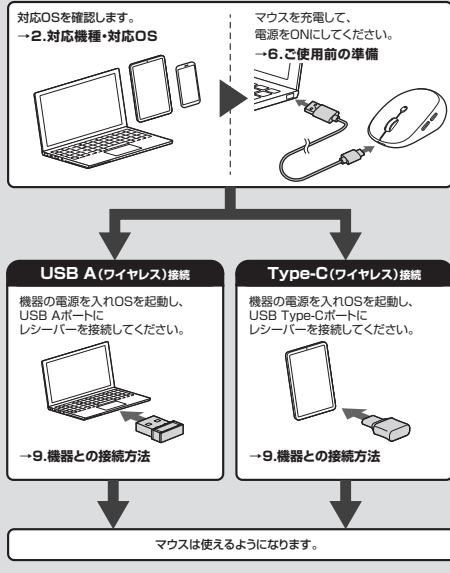 対応OSを確認します。
→2.対応機種・対応OS
マウスを充電して、
電源をONにしてください。
→6.ご使用前の準備
USB A（ワイヤレス）接続
機器の電源を入れOSを起動し、
USB Aポートに
レシーバーを接続してください。
→9.機器との接続方法
Type-C（ワイヤレス）接続
機器の電源を入れOSを起動し、
USB Type-Cポートに
レシーバーを接続してください。
→9.機器との接続方法
マウスは使えるようになります。